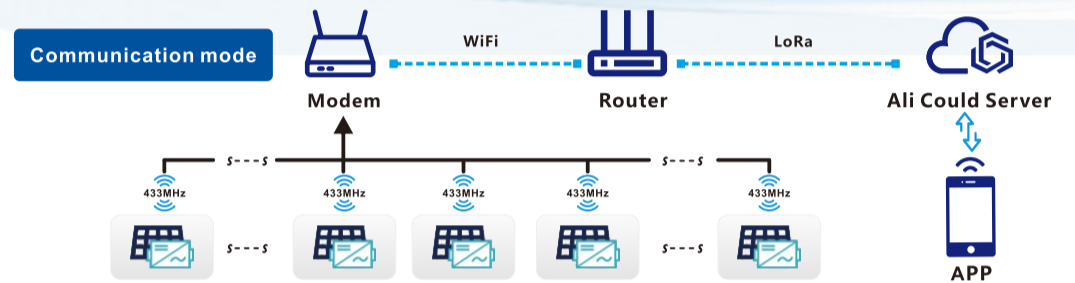 Communication mode
WiFi
LoRa
Modem
Router
Ali Could Server
s---s
s---s
433MHz
433MHz
433MHz
433MHz
433MHz
s---s
s---s
APP